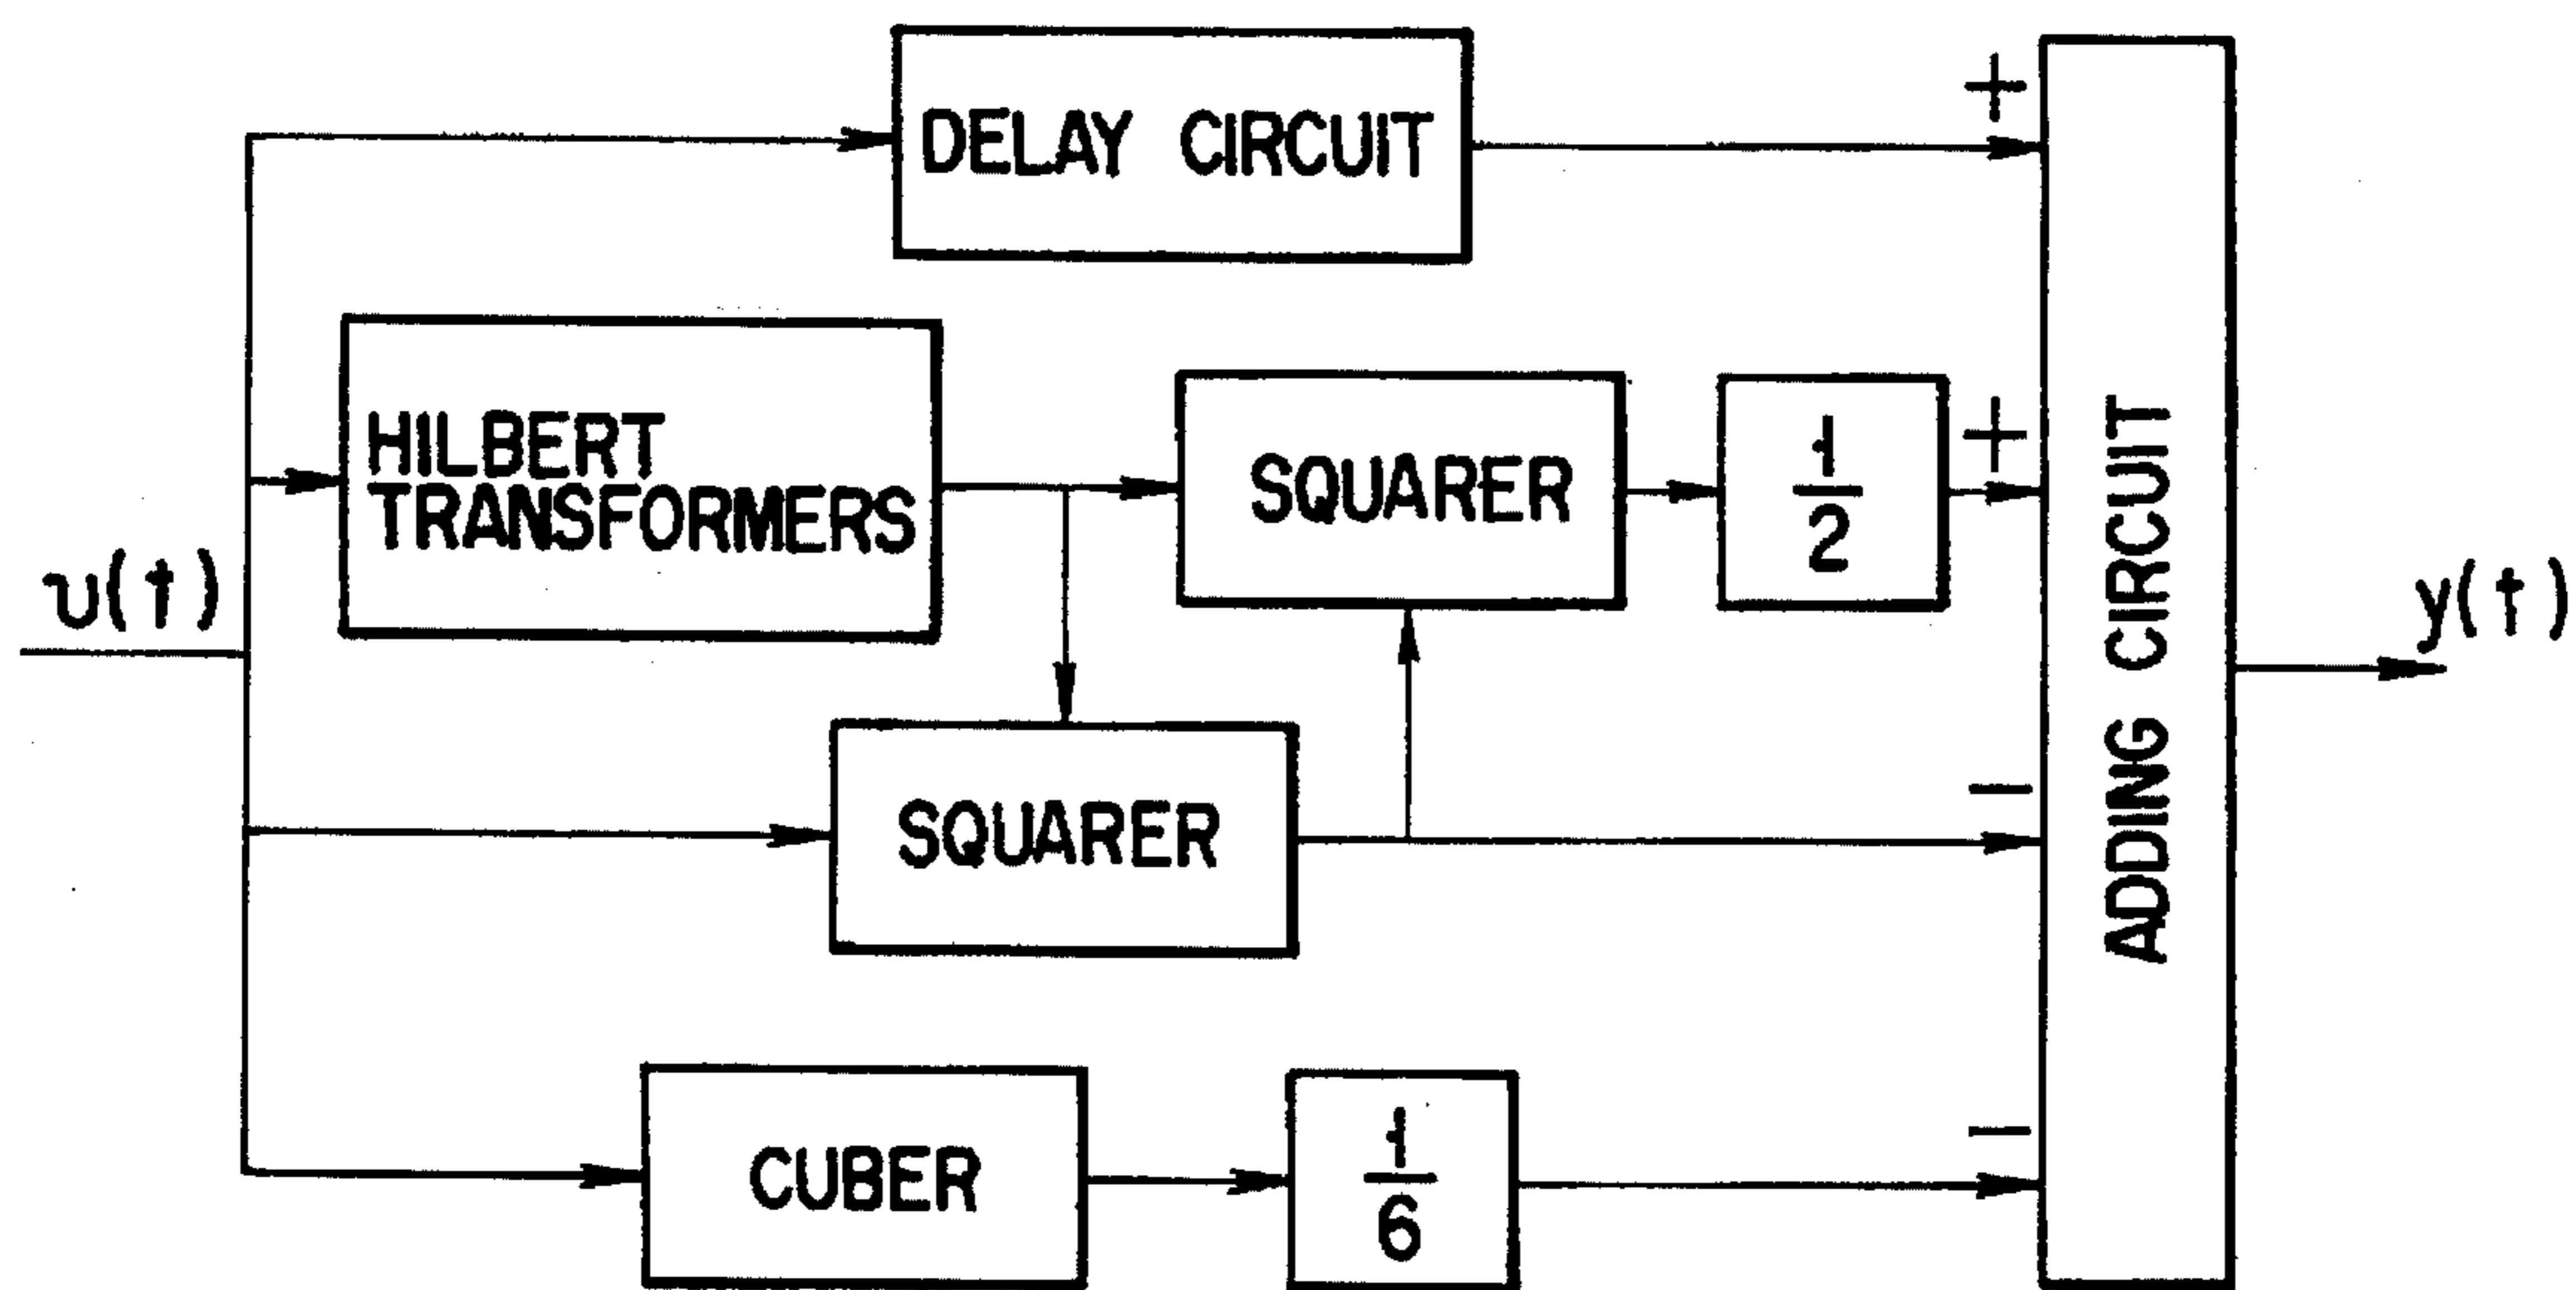 DELAY CIRCUIT
+
HILBERT
TRANSFORMERS
SQUARER
1
2
+
υ(t)
ADDING CIRCUIT
y(t)
SQUARER
−
CUBER
1
6
−